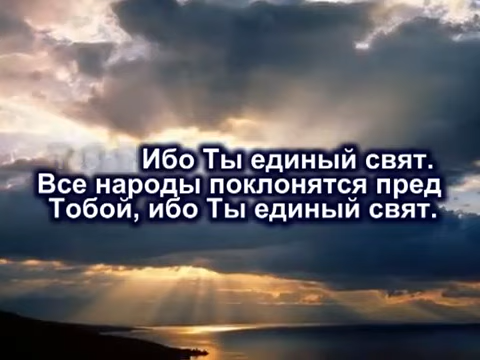 Ибо Ты единый свят.
Все народы поклонятся пред
Тобой, ибо Ты единый свят.